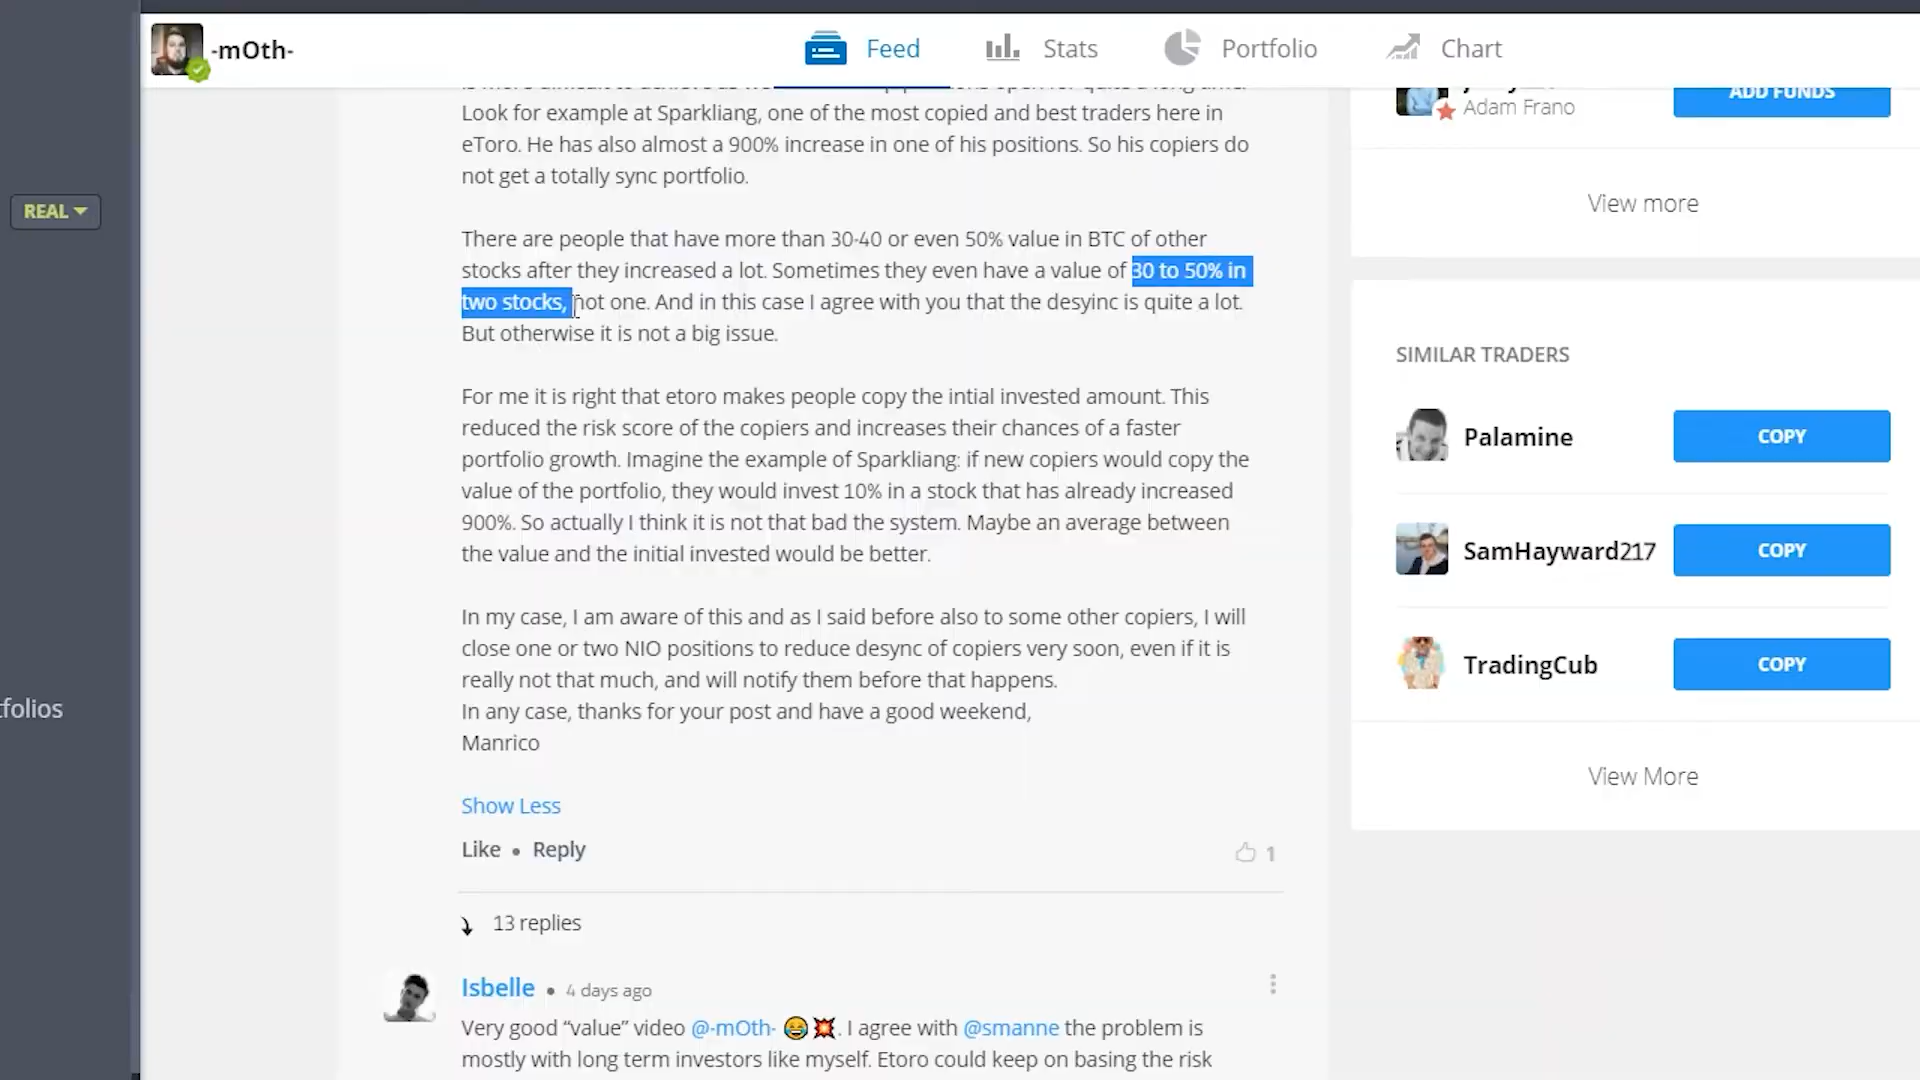 -mOth-
Feed
Stats
Portfolio
Chart
Look for example at Sparkliang, one of the most copied and best traders here in
eToro. He has also almost a 900% increase in one of his positions. So his copiers do
not get a totally sync portfolio.
There are people that have more than 30-40 or even 50% value in BTC of other
stocks after they increased a lot. Sometimes they even have a value of 30 to 50% in
two stocks, not one. And in this case I agree with you that the desyinc is quite a lot.
But otherwise it is not a big issue.
For me it is right that etoro makes people copy the intial invested amount. This
reduced the risk score of the copiers and increases their chances of a faster
portfolio growth. Imagine the example of Sparkliang: if new copiers would copy the
value of the portfolio, they would invest 10% in a stock that has already increased
900%. So actually I think it is not that bad the system. Maybe an average between
the value and the initial invested would be better.
In my case, I am aware of this and as I said before also to some other copiers, I will
close one or two NIO positions to reduce desync of copiers very soon, even if it is
really not that much, and will notify them before that happens.
In any case, thanks for your post and have a good weekend,
Manrico
Show Less
Like • Reply
1
13 replies
Isbelle • 4 days ago
Very good “value” video @-mOth- 😂💥. I agree with @smanne the problem is
mostly with long term investors like myself. Etoro could keep on basing the risk
REAL
tfolios
Adam Frano
ADD FUNDS
View more
SIMILAR TRADERS
Palamine
COPY
SamHayward217
COPY
TradingCub
COPY
View More